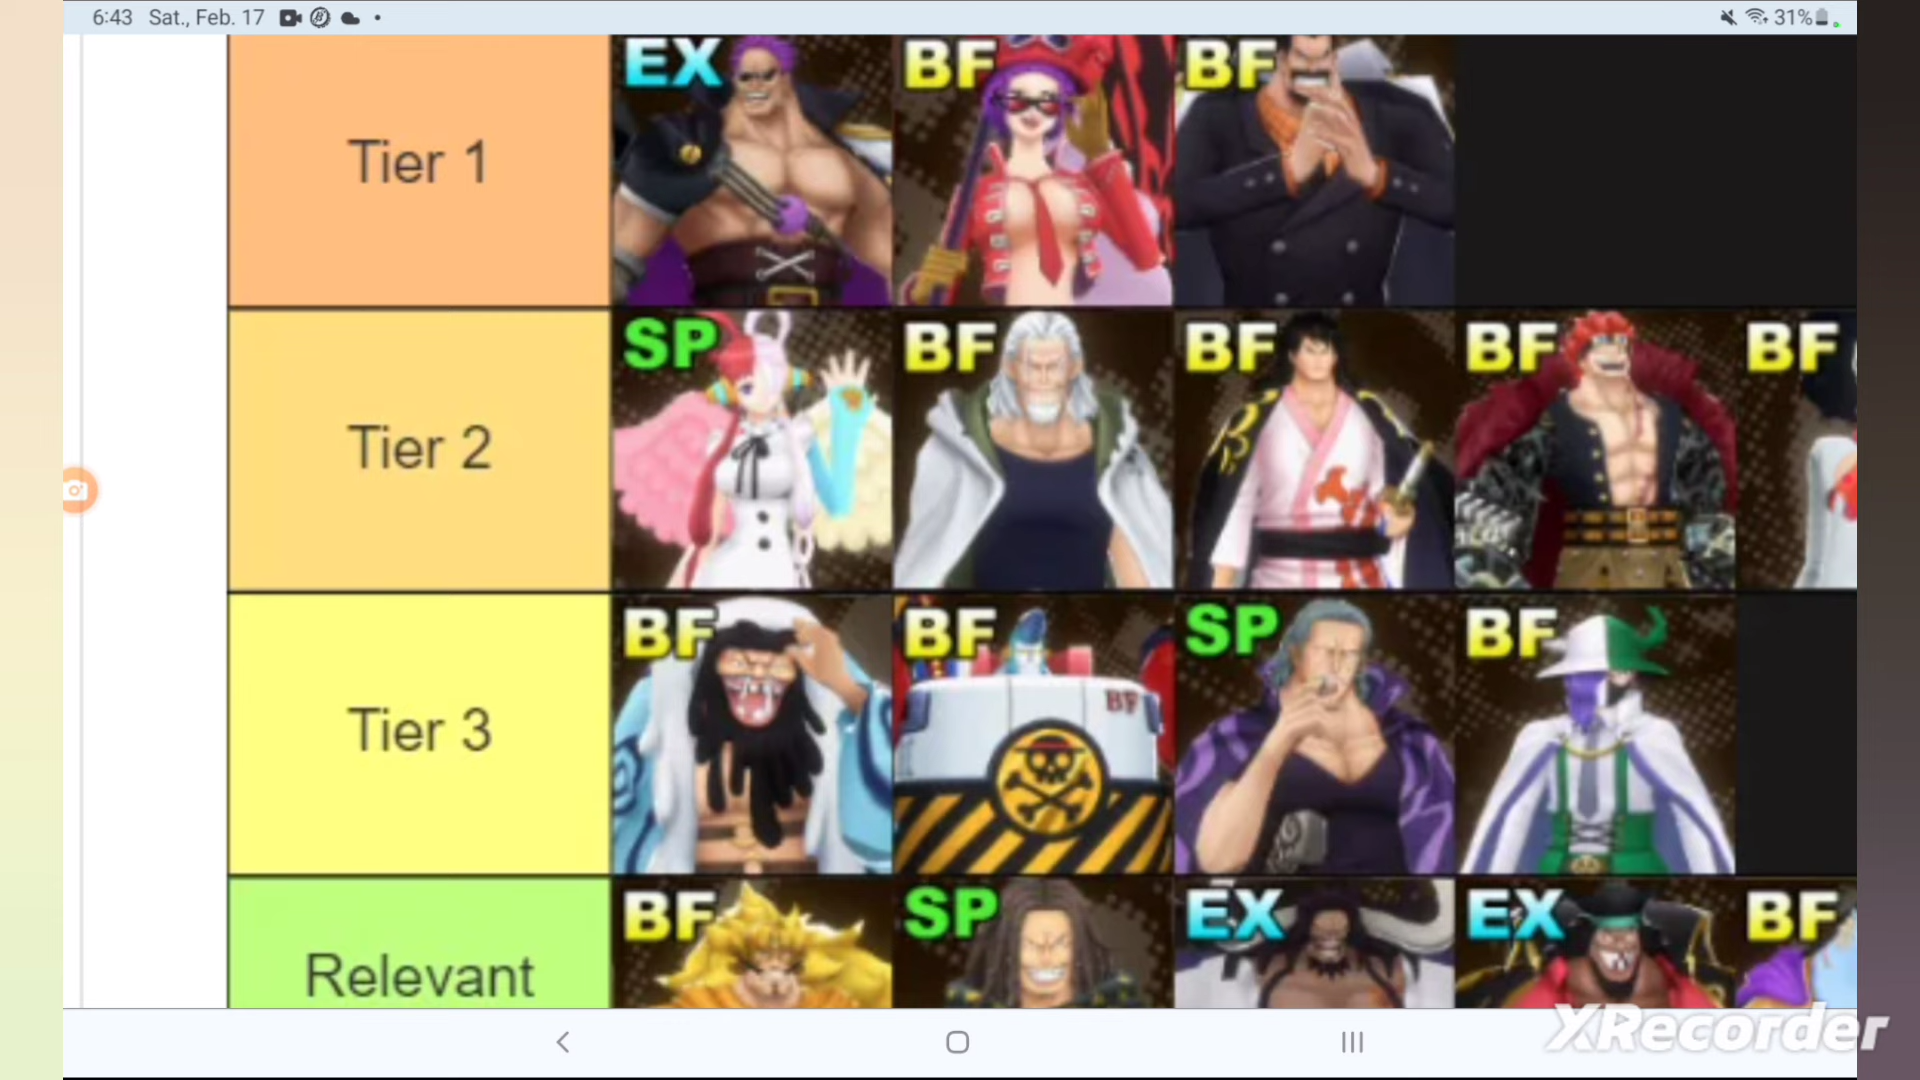 6:43 Sat., Feb. 17
31%
EX BF BF
Tier 1
SP BF BF BF BF
Tier 2
BF BF SP BF
BF
Tier 3
BF SP EX EX BF
Relevant
XRecorder